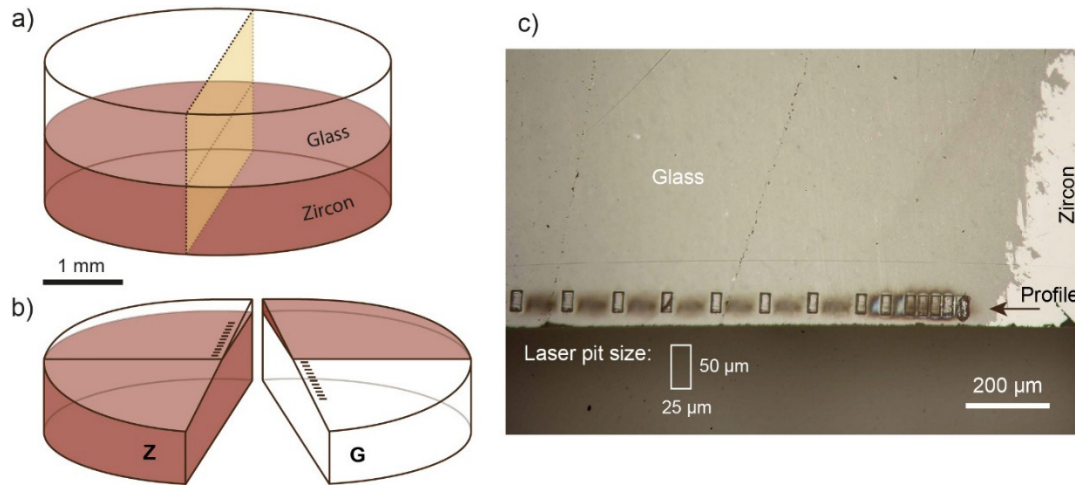 a)
Glass
Zircon
1 mm
b)
Z
G
c)
Glass
Zircon
Profile
Laser pit size:
50 µm
25 µm
200 µm